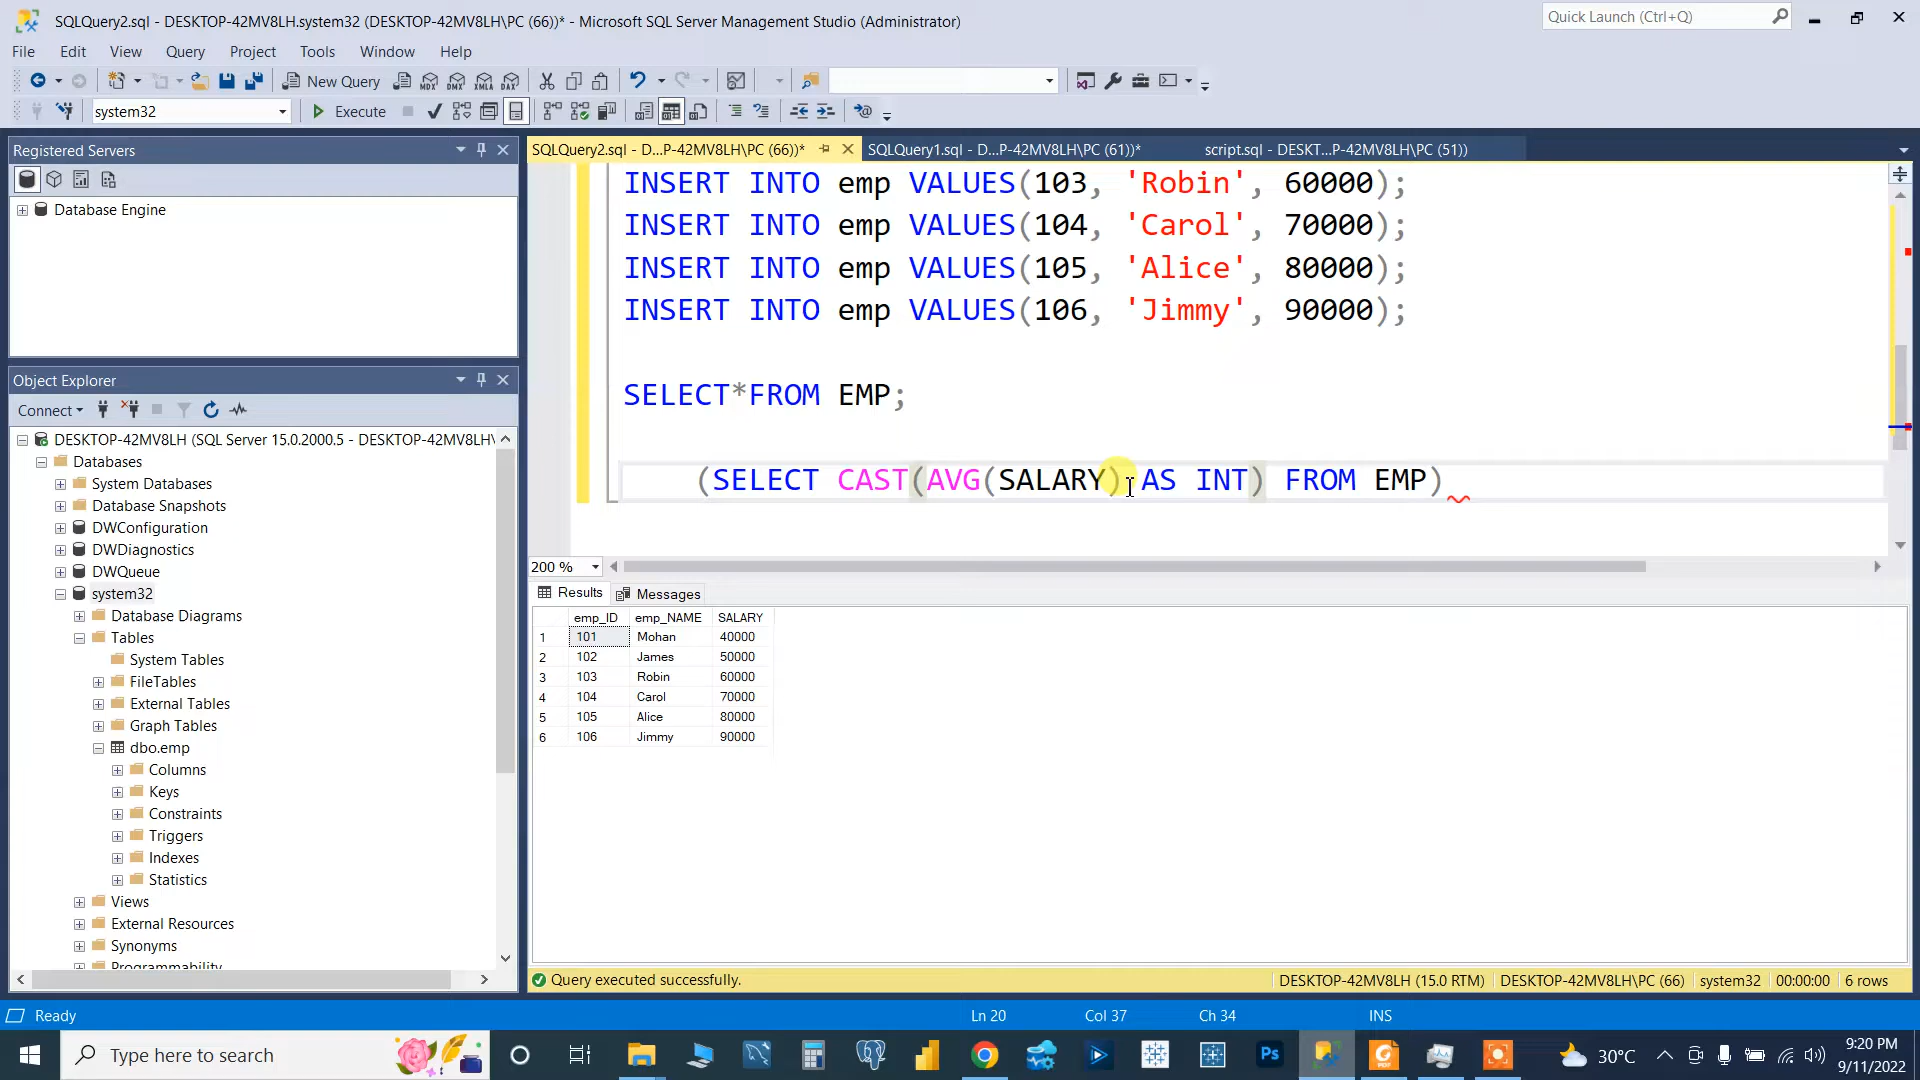 SQLQuery2.sql - DESKTOP-42MV8LH.system32 (DESKTOP-42MV8LH\PC (66))* - Microsoft SQL Server Management Studio (Administrator)
Quick Launch (Ctrl+Q)
File Edit View Query Project Tools Window Help
New Query
MDX DMX XMLA DAX
system32
Execute
Registered Servers
Database Engine
Object Explorer
Connect
DESKTOP-42MV8LH (SQL Server 15.0.2000.5 - DESKTOP-42MV8LH\
Databases
System Databases
Database Snapshots
DWConfiguration
DWDiagnostics
DWQueue
system32
Database Diagrams
Tables
System Tables
FileTables
External Tables
Graph Tables
dbo.emp
Columns
Keys
Constraints
Triggers
Indexes
Statistics
Views
External Resources
Synonyms
Programmability
SQLQuery2.sql - D...P-42MV8LH\PC (66))*
SQLQuery1.sql - D...P-42MV8LH\PC (61))*
script.sql - DESKT...P-42MV8LH\PC (51))
INSERT INTO emp VALUES(103, 'Robin', 60000);
INSERT INTO emp VALUES(104, 'Carol', 70000);
INSERT INTO emp VALUES(105, 'Alice', 80000);
INSERT INTO emp VALUES(106, 'Jimmy', 90000);
SELECT*FROM EMP;
(SELECT CAST(AVG(SALARY) AS INT) FROM EMP)
200 %
Results Messages
emp_ID emp_NAME SALARY
1 101 Mohan 40000
2 102 James 50000
3 103 Robin 60000
4 104 Carol 70000
5 105 Alice 80000
6 106 Jimmy 90000
Query executed successfully.
DESKTOP-42MV8LH (15.0 RTM) DESKTOP-42MV8LH\PC (66) system32 00:00:00 6 rows
Ready
Ln 20 Col 37 Ch 34 INS
Type here to search
Ps
30°C
9:20 PM
9/11/2022